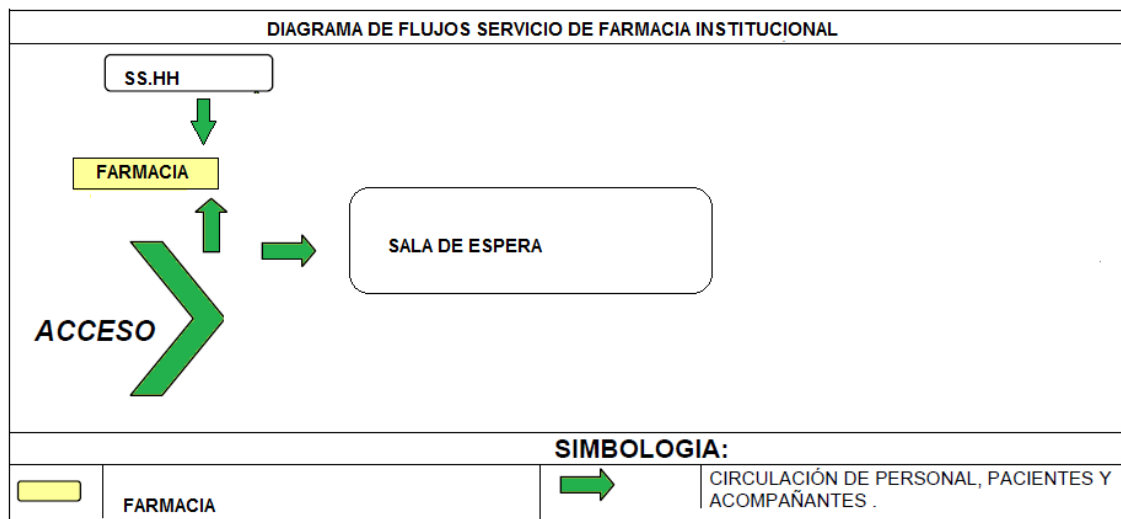 DIAGRAMA DE FLUJOS SERVICIO DE FARMACIA INSTITUCIONAL
SS.HH
FARMACIA
SALA DE ESPERA
ACCESO
SIMBOLOGIA:
FARMACIA
CIRCULACIÓN DE PERSONAL, PACIENTES Y
ACOMPAÑANTES .